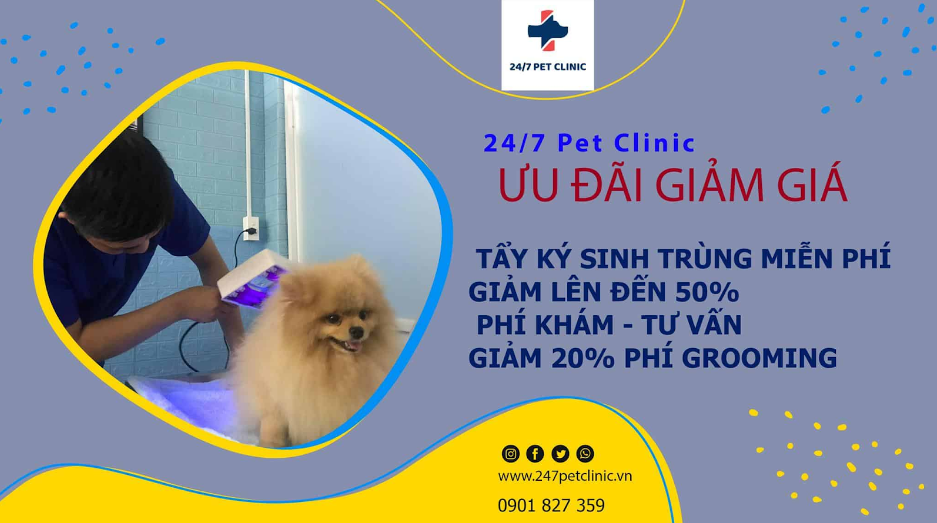 24/7 PET CLINIC
24/7 Pet Clinic
ƯU ĐÃI GIẢM GIÁ
TẨY KÝ SINH TRÙNG MIỄN PHÍ
GIẢM LÊN ĐẾN 50%
PHÍ KHÁM - TƯ VẤN
GIẢM 20% PHÍ GROOMING
www.247petclinic.vn
0901 827 359